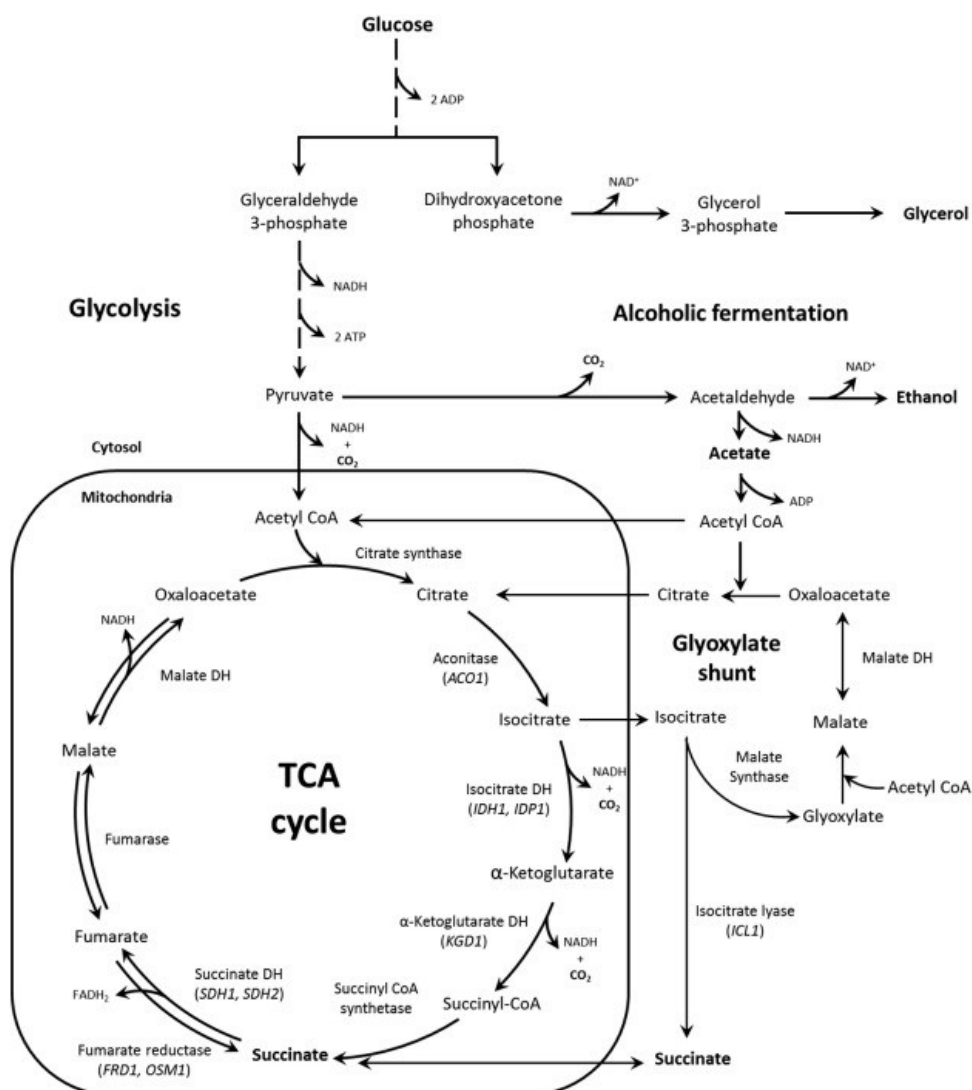 Glucose
2 ADP
Glyceraldehyde
3-phosphate
Dihydroxyacetone
phosphate
NAD⁺
Glycerol
3-phosphate
Glycerol
NADH
Glycolysis
2 ATP
Alcoholic fermentation
Pyruvate
CO₂
Acetaldehyde
NAD⁺
Ethanol
NADH
+
CO₂
NADH
Acetate
Cytosol
Mitochondria
ADP
Acetyl CoA
Acetyl CoA
Citrate synthase
Oxaloacetate
Citrate
Citrate
Oxaloacetate
NADH
Malate DH
Aconitase
(ACO1)
Glyoxylate
shunt
Malate DH
Isocitrate
Isocitrate
Malate
Malate
TCA
cycle
Isocitrate DH
(IDH1, IDP1)
NADH
+
CO₂
Malate
Synthase
Acetyl CoA
Glyoxylate
Fumarase
α-Ketoglutarate
Isocitrate lyase
(ICL1)
Fumarate
α-Ketoglutarate DH
(KGD1)
NADH
+
CO₂
FADH₂
Succinate DH
(SDH1, SDH2)
Succinyl CoA
synthetase
Succinyl-CoA
Fumarate reductase
(FRD1, OSM1)
Succinate
Succinate